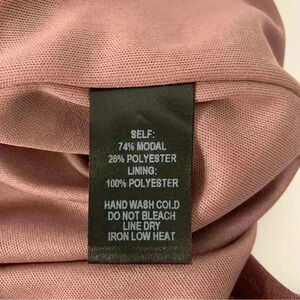 SELF:
74% MODAL
26% POLYESTER
LINING:
100% POLYESTER
HAND WASH COLD
DO NOT BLEACH
LINE DRY
IRON LOW HEAT